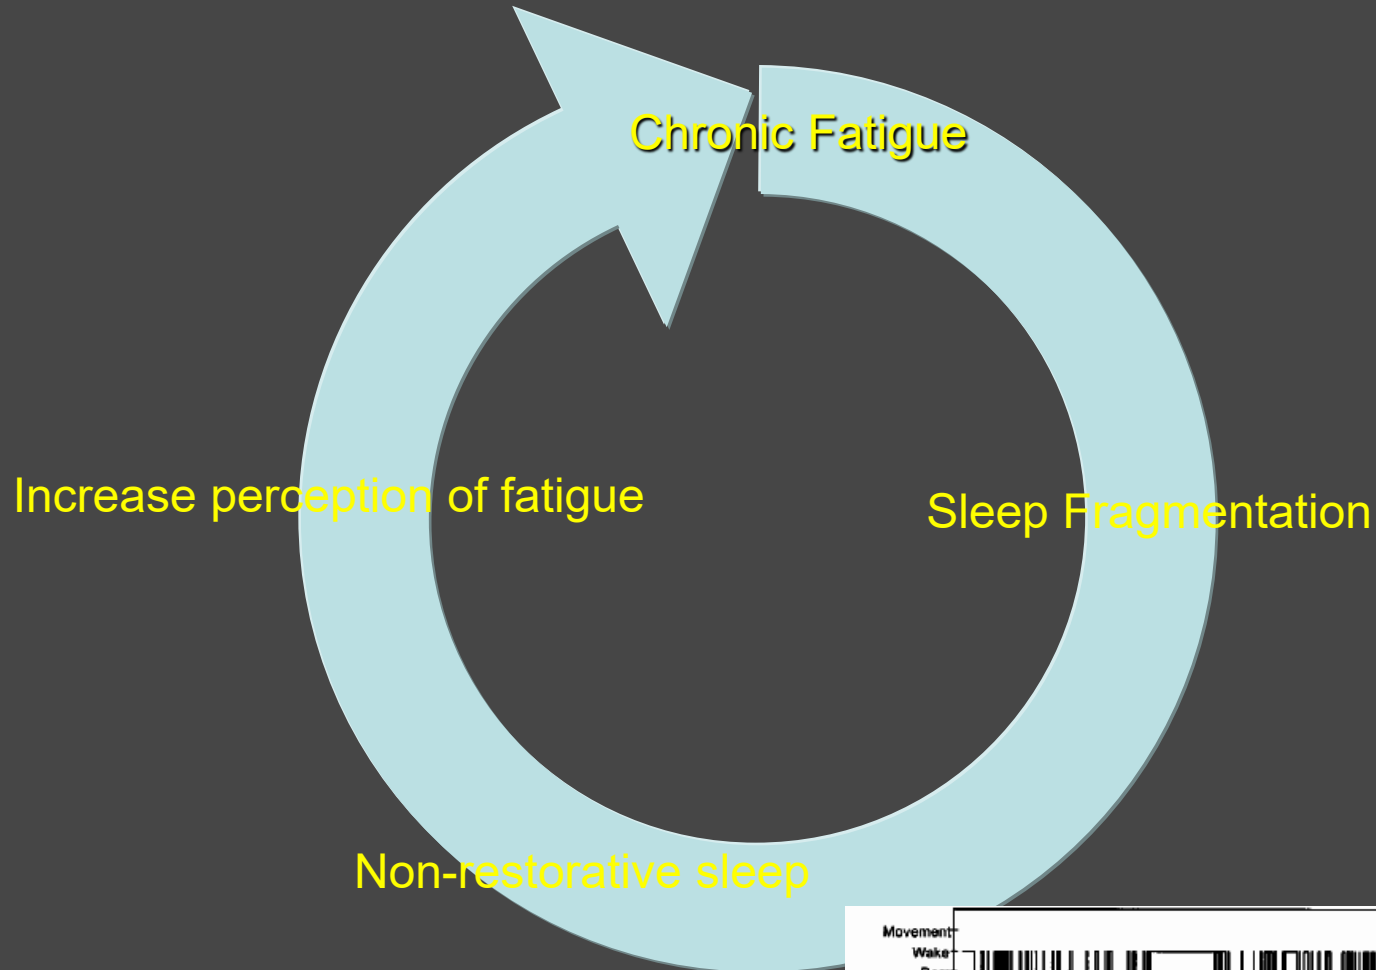 Chronic Fatigue
Increase perception of fatigue
Sleep Fragmentation
Non-restorative sleep
Movement
Wake